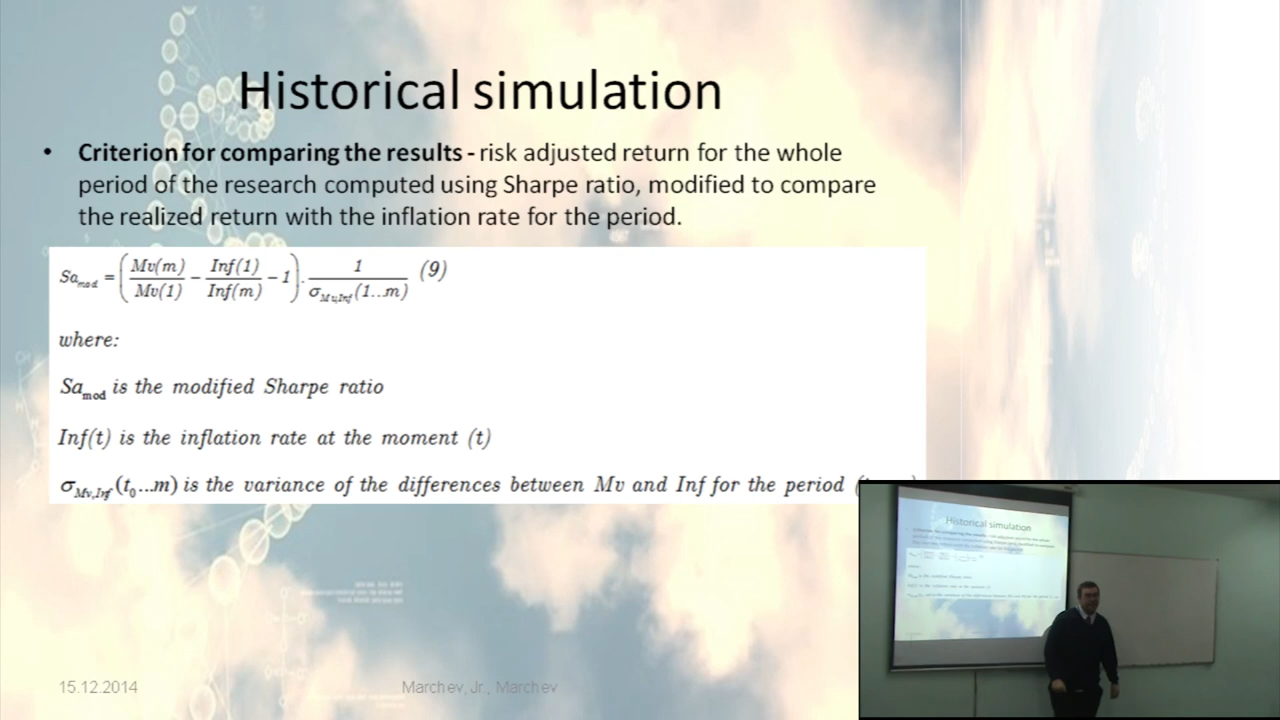 Historical simulation
• Criterion for comparing the results - risk adjusted return for the whole
period of the research computed using Sharpe ratio, modified to compare
the realized return with the inflation rate for the period.
Sa_mod = (Mv(m)/Mv(1) − Inf(1)/Inf(m) − 1) . 1/σ_Mv,Inf(1...m) (9)
where:
Sa_mod is the modified Sharpe ratio
Inf(t) is the inflation rate at the moment (t)
σ_Mv,Inf(t_0...m) is the variance of the differences between Mv and Inf for the period (
15.12.2014
Marchev, Jr., Marchev
Historical simulation